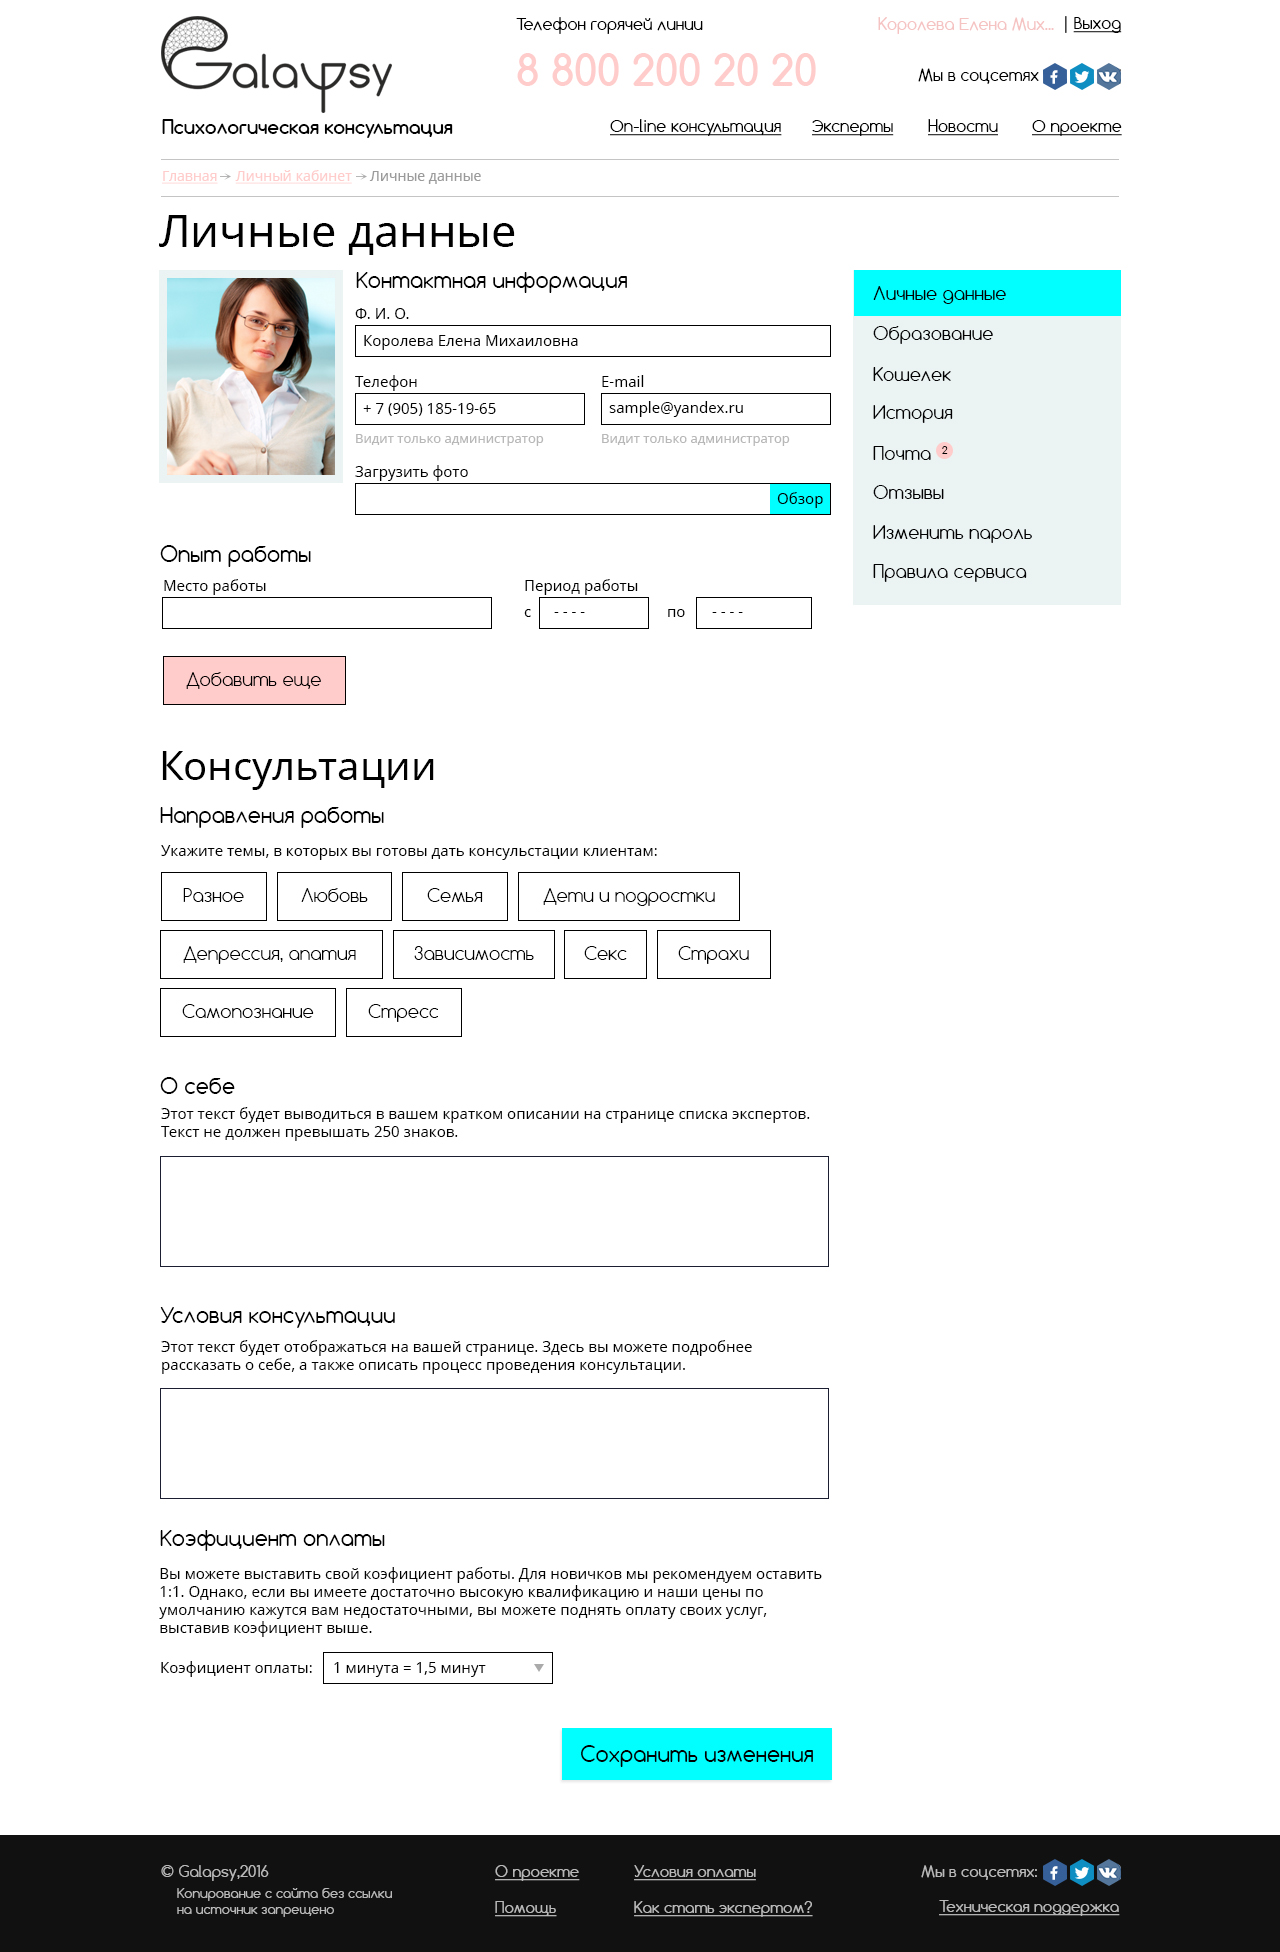 Galaypsy
Психологическая консультация
Телефон горячей линии
8 800 200 20 20
Королева Елена Мих... | Выход
Мы в соцсетях
On-line консультация Эксперты Новости О проекте
Главная → Личный кабинет → Личные данные
Личные данные
Контактная информация
Ф. И. О.
Королева Елена Михаиловна
Телефон E-mail
+ 7 (905) 185-19-65 sample@yandex.ru
Видит только администратор Видит только администратор
Загрузить фото
Обзор
Личные данные
Образование
Кошелек
История
Почта 2
Отзывы
Изменить пароль
Правила сервиса
Опыт работы
Место работы Период работы
с - - - - по - - - -
Добавить еще
Консультации
Направления работы
Укажите темы, в которых вы готовы дать консульстации клиентам:
Разное Любовь Семья Дети и подростки
Депрессия, апатия Зависимость Секс Страхи
Самопознание Стресс
О себе
Этот текст будет выводиться в вашем кратком описании на странице списка экспертов.
Текст не должен превышать 250 знаков.
Условия консультации
Этот текст будет отображаться на вашей странице. Здесь вы можете подробнее
рассказать о себе, а также описать процесс проведения консультации.
Коэфициент оплаты
Вы можете выставить свой коэфициент работы. Для новичков мы рекомендуем оставить
1:1. Однако, если вы имеете достаточно высокую квалификацию и наши цены по
умолчанию кажутся вам недостаточными, вы можете поднять оплату своих услуг,
выставив коэфициент выше.
Коэфициент оплаты: 1 минута = 1,5 минут
Сохранить изменения
© Galapsy,2016
Копирование с сайта без ссылки
на источник запрещено
О проекте Условия оплаты
Помощь Как стать экспертом?
Мы в соцсетях:
Техническая поддержка